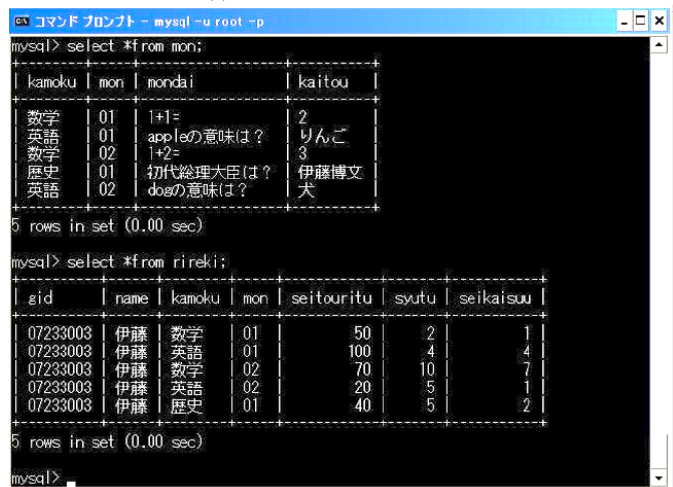 コマンド プロンプト - mysql -u root -p
mysql> select *from mon;
| kamoku | mon | mondai | kaitou |
| 数学 | 01 | 1+1= | 2 |
| 英語 | 01 | appleの意味は？ | りんご |
| 数学 | 02 | 1+2= | 3 |
| 歴史 | 01 | 初代総理大臣は？ | 伊藤博文 |
| 英語 | 02 | dogの意味は？ | 犬 |
5 rows in set (0.00 sec)
mysql> select *from rireki;
| gid | name | kamoku | mon | seitouritu | syutu | seikaisuu |
| 07233003 | 伊藤 | 数学 | 01 | 50 | 2 | 1 |
| 07233003 | 伊藤 | 英語 | 01 | 100 | 4 | 4 |
| 07233003 | 伊藤 | 数学 | 02 | 70 | 10 | 7 |
| 07233003 | 伊藤 | 英語 | 02 | 20 | 5 | 1 |
| 07233003 | 伊藤 | 歴史 | 01 | 40 | 5 | 2 |
5 rows in set (0.00 sec)
mysql> _